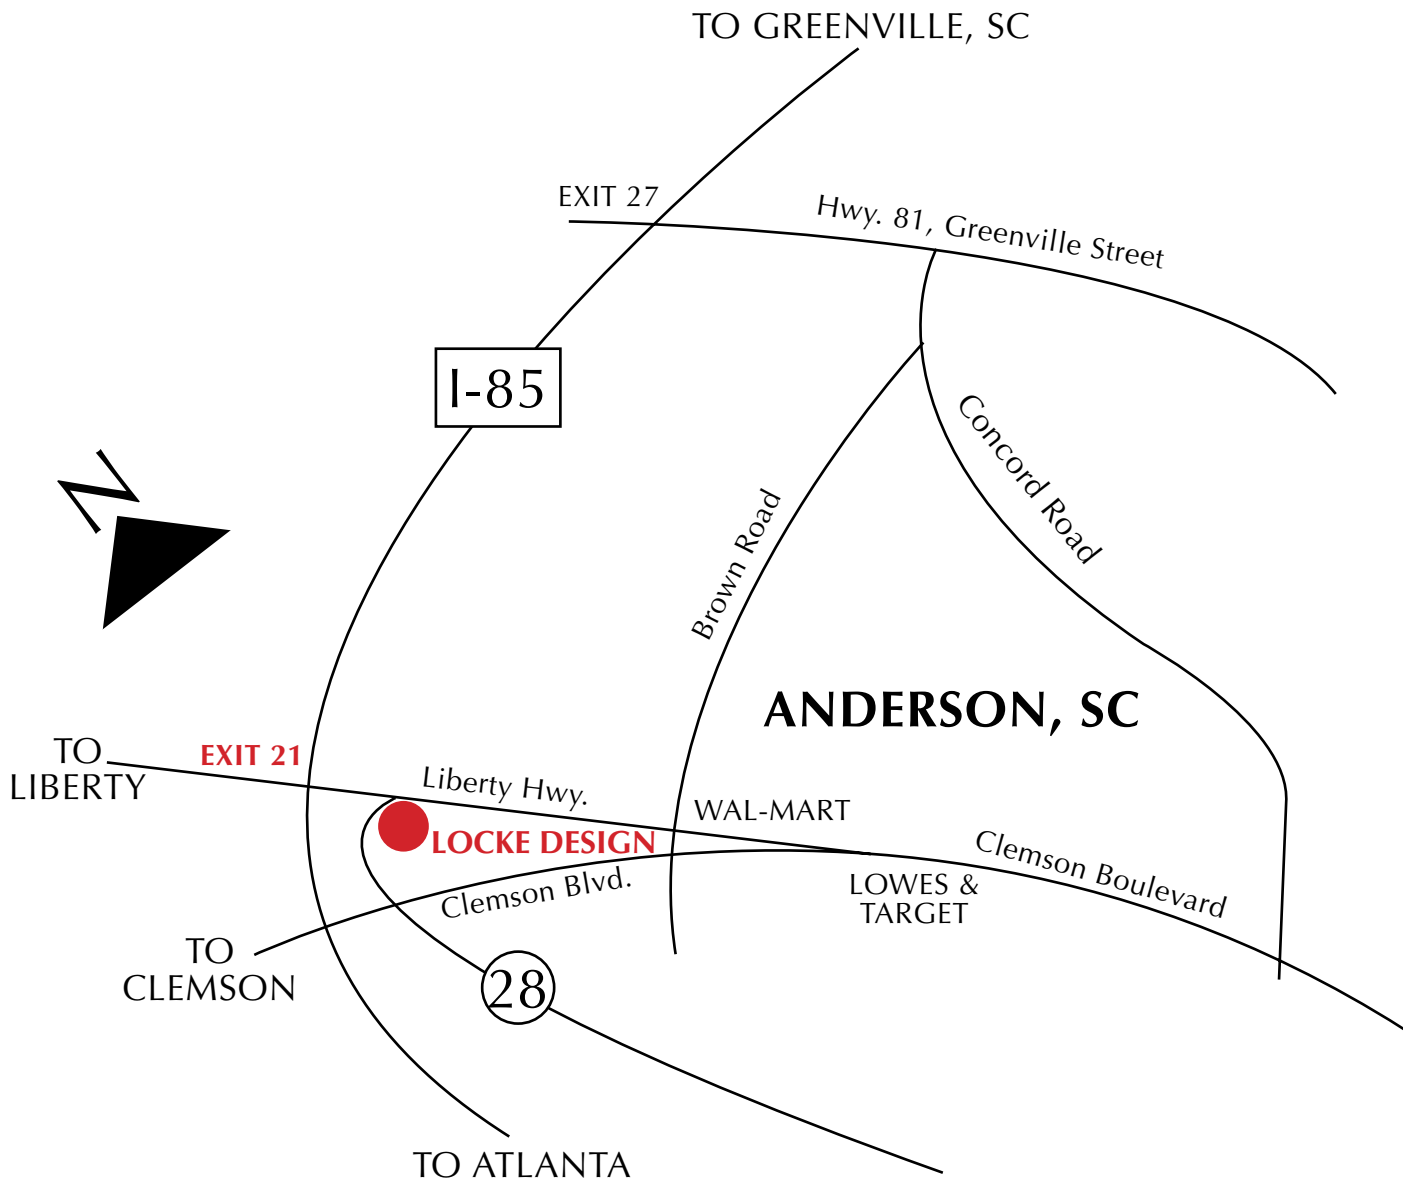 TO GREENVILLE, SC
EXIT 27
Hwy. 81, Greenville Street
I-85
Concord Road
N
Brown Road
ANDERSON, SC
TO
LIBERTY
EXIT 21
Liberty Hwy.
WAL-MART
LOCKE DESIGN
Clemson Boulevard
Clemson Blvd.
LOWES &
TARGET
TO
CLEMSON
28
TO ATLANTA